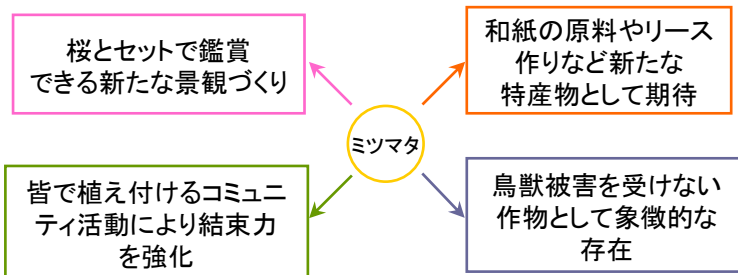 桜とセットで鑑賞
できる新たな景観づくり
和紙の原料やリース
作りなど新たな
特産物として期待
ミツマタ
皆で植え付けるコミュニ
ティ活動により結束力
を強化
鳥獣被害を受けない
作物として象徴的な
存在